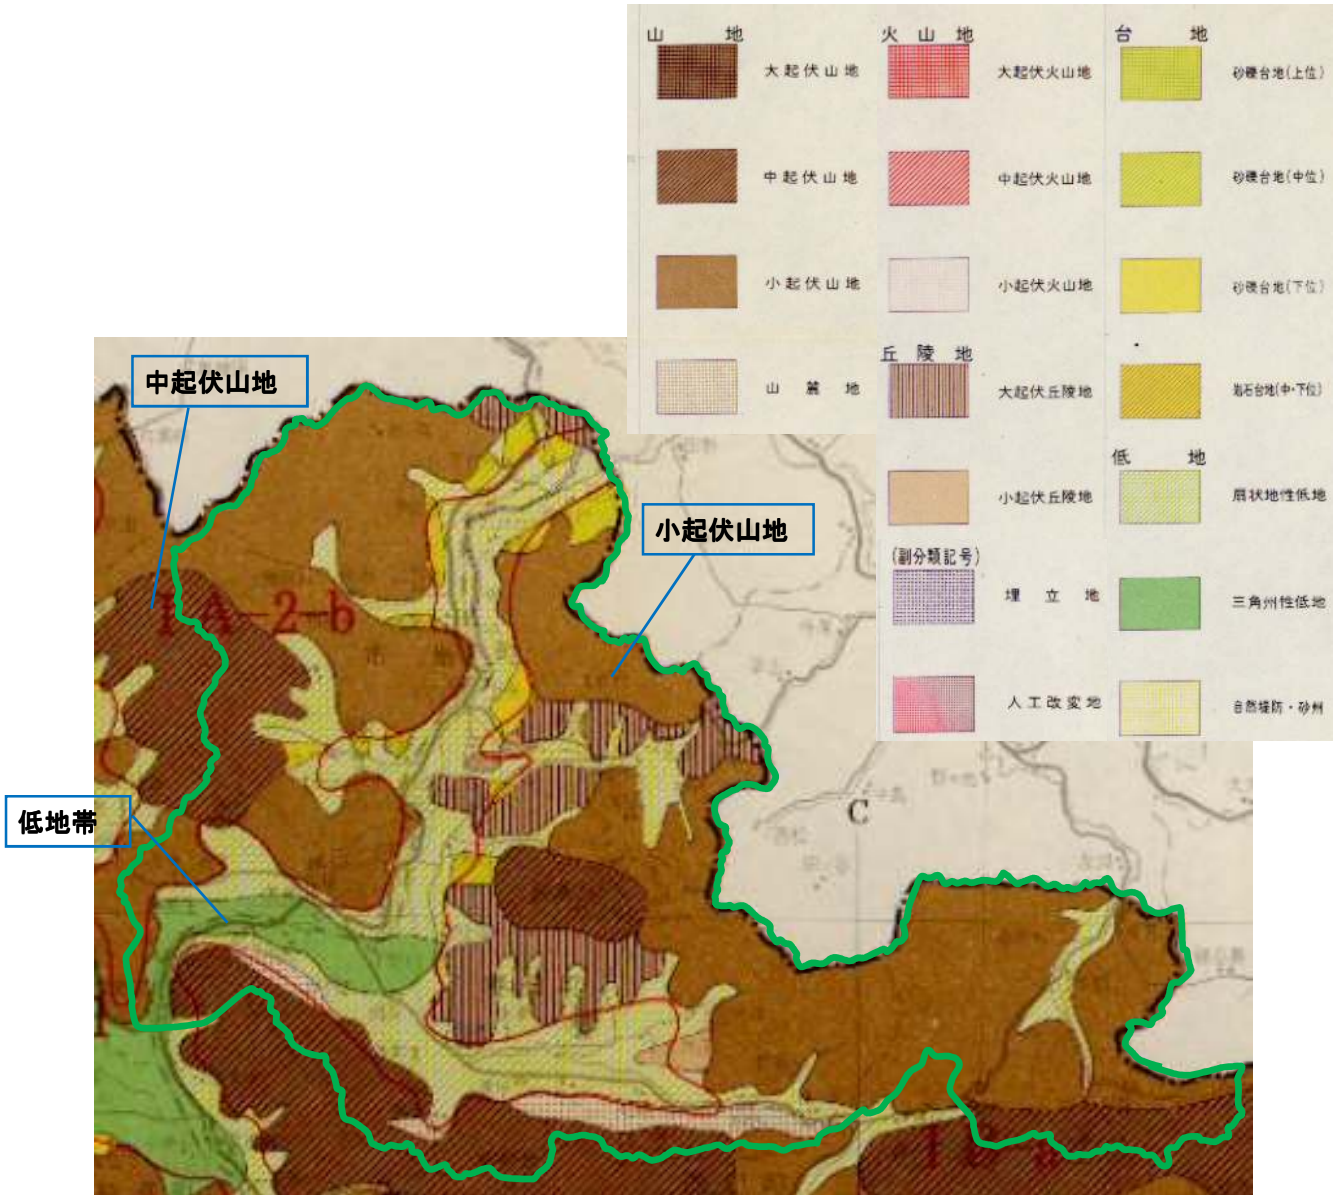 山地
大起伏山地
中起伏山地
小起伏山地
山麓地
火山地
大起伏火山地
中起伏火山地
小起伏火山地
丘陵地
大起伏丘陵地
小起伏丘陵地
(副分類記号)
埋立地
人工改変地
台地
砂礫台地(上位)
砂礫台地(中位)
砂礫台地(下位)
岩石台地(中・下位)
低地
扇状地性低地
三角州性低地
自然堤防・砂州
中起伏山地
小起伏山地
低地帯
C